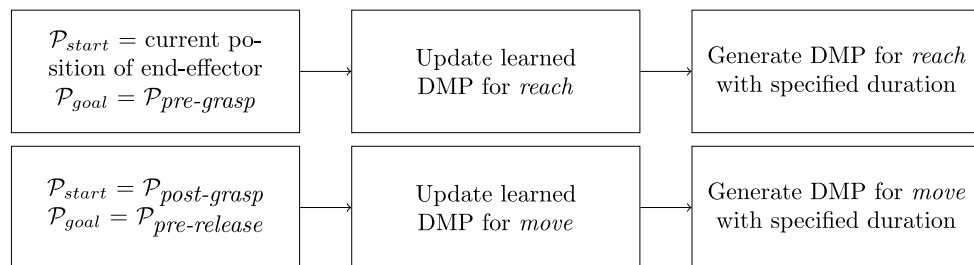 𝒫_start = current po-
sition of end-effector
𝒫_goal = 𝒫_pre-grasp
Update learned
DMP for reach
Generate DMP for reach
with specified duration
𝒫_start = 𝒫_post-grasp
𝒫_goal = 𝒫_pre-release
Update learned
DMP for move
Generate DMP for move
with specified duration